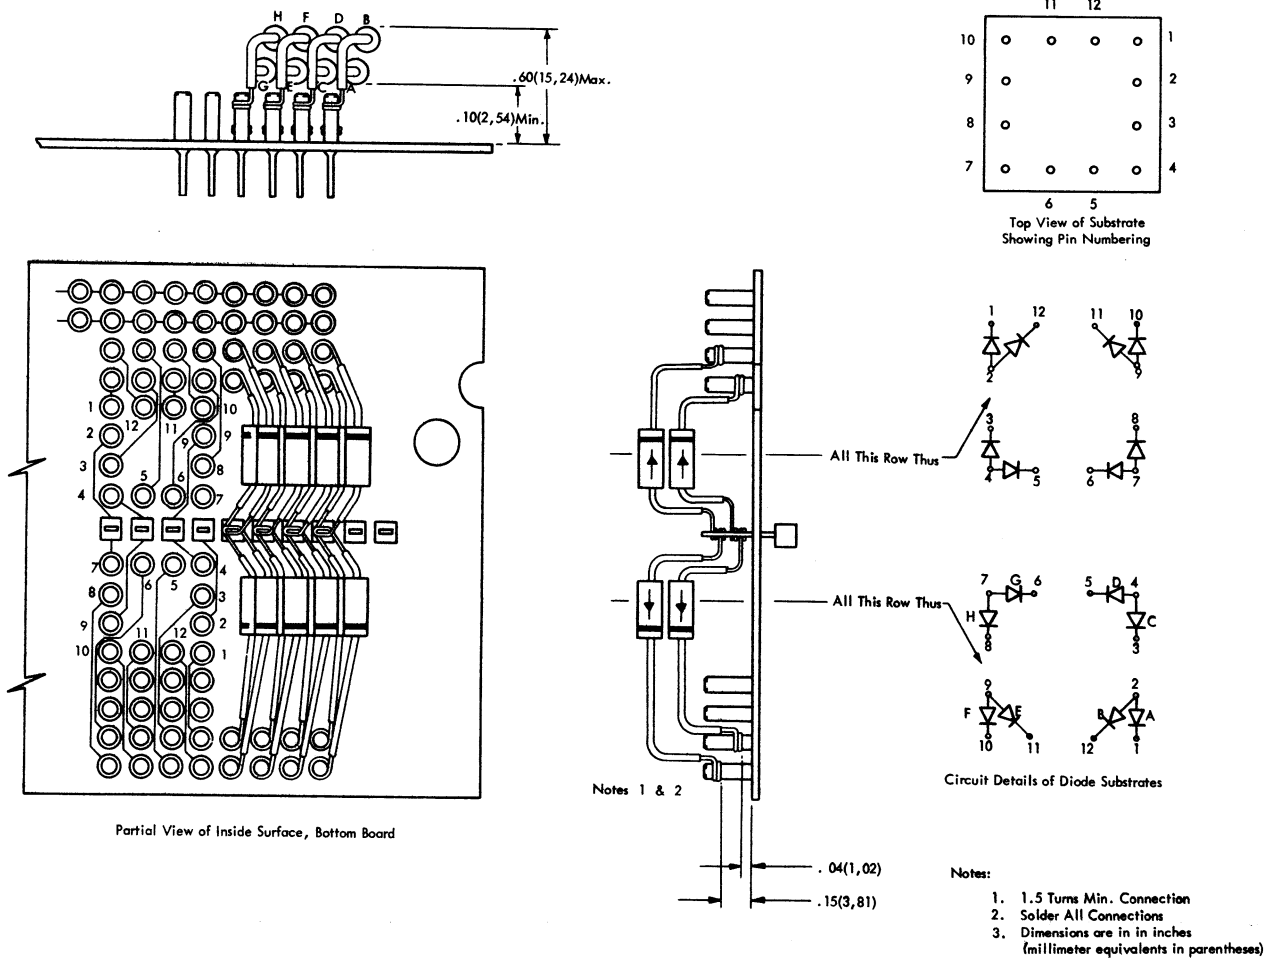 H F D B
G E C A
.60(15,24)Max.
.10(2,54)Min.
11 12
10 1
9 2
8 3
7 4
6 5
Top View of Substrate
Showing Pin Numbering
1 10
12 11
2 9 9
3 8
6
4 5 7
7 4
6 5
8 3
9 2
11 12
10 1
Partial View of Inside Surface, Bottom Board
All This Row Thus
All This Row Thus
Notes 1 & 2
.04(1,02)
.15(3,81)
1 12 11 10
2 9
3 8
4 5 6 7
7 G 6 5 D 4
H C
8 3
9 2
F E B A
10 11 12 1
Circuit Details of Diode Substrates
Notes:
1. 1.5 Turns Min. Connection
2. Solder All Connections
3. Dimensions are in in inches
(millimeter equivalents in parentheses)